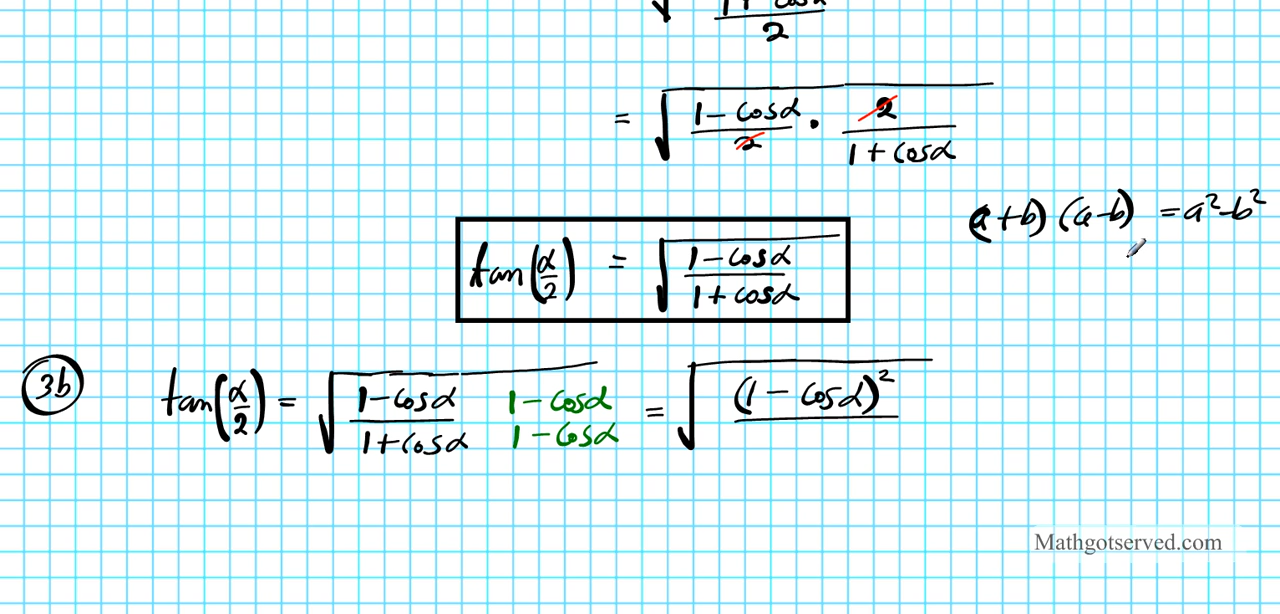 2
= √((1 - cosα)/2 · 2/(1 + cosα))
(a+b) (a-b) = a² - b²
tan(α/2) = √((1 - cosα)/(1 + cosα))
3b tan(α/2) = √((1 - cosα)/(1 + cosα) (1 - cosα)/(1 - cosα)) = √((1 - cosα)²
Mathgotserved.com